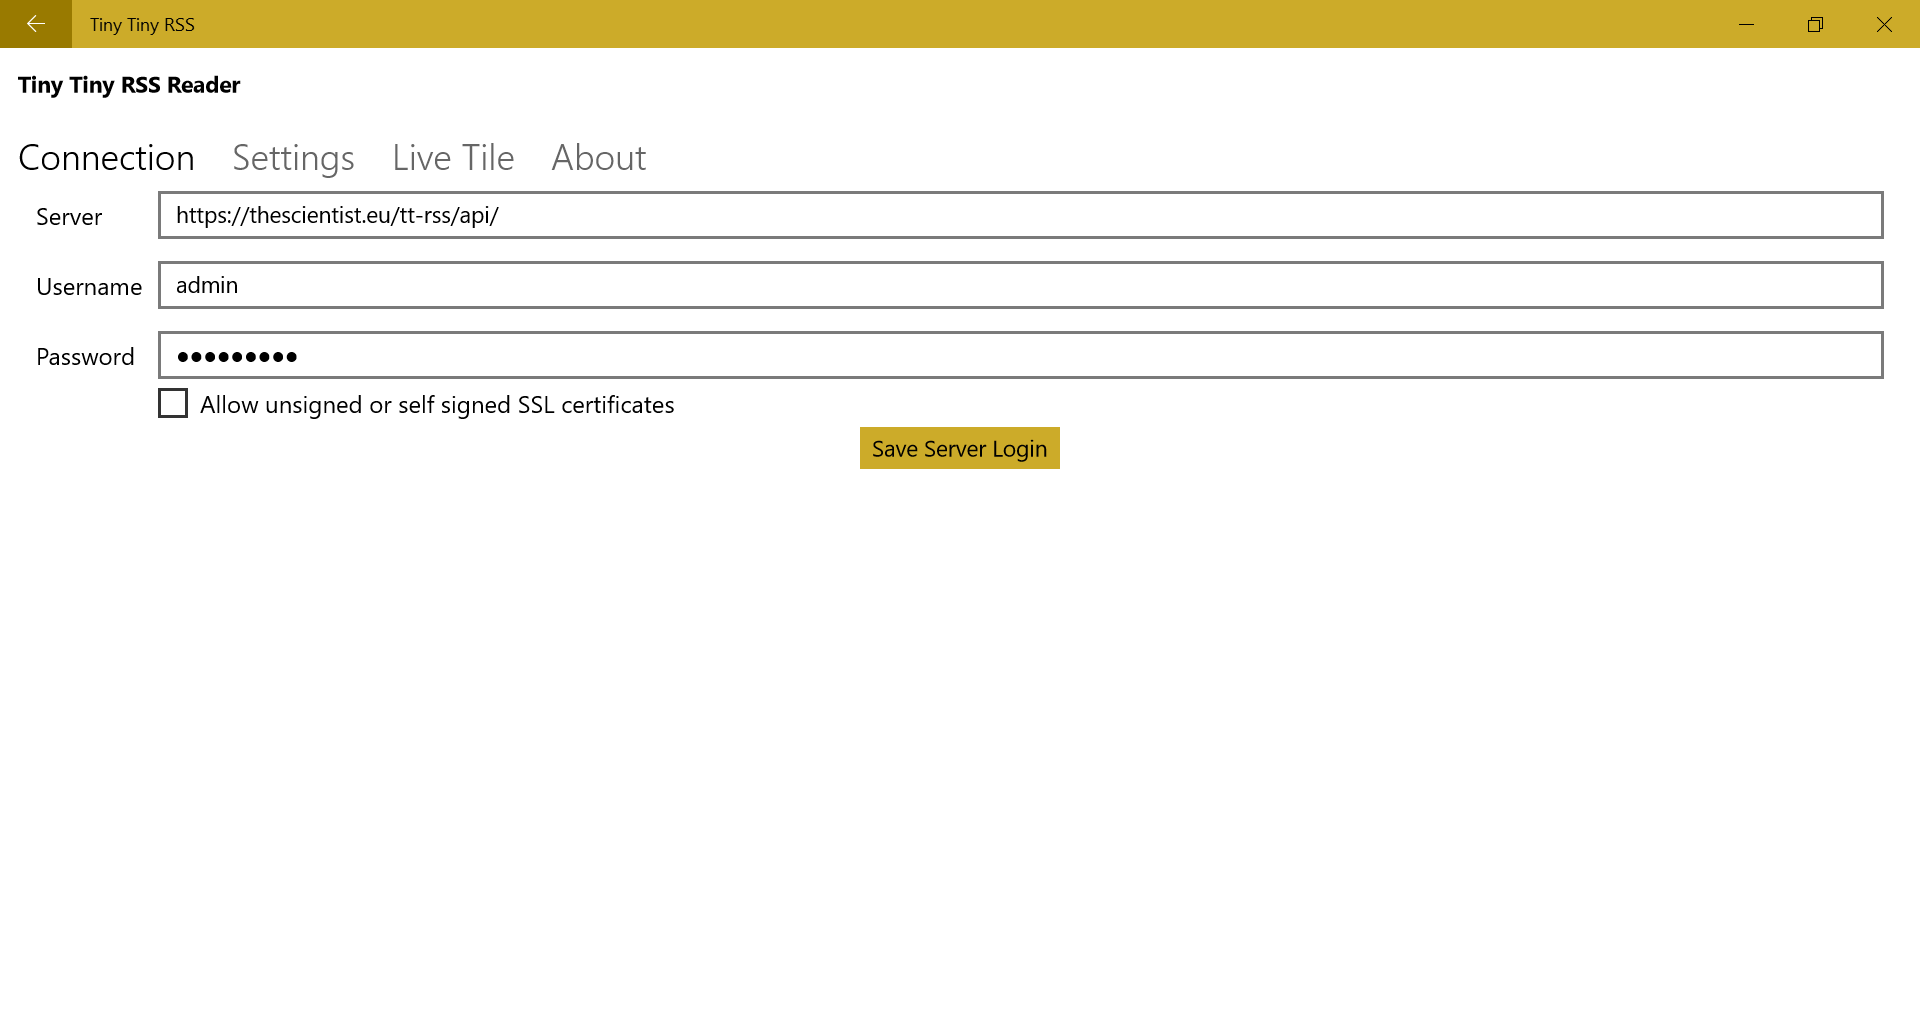 Tiny Tiny RSS
Tiny Tiny RSS Reader
Connection Settings Live Tile About
Server https://thescientist.eu/tt-rss/api/
Username admin
Password ●●●●●●●●●
Allow unsigned or self signed SSL certificates
Save Server Login